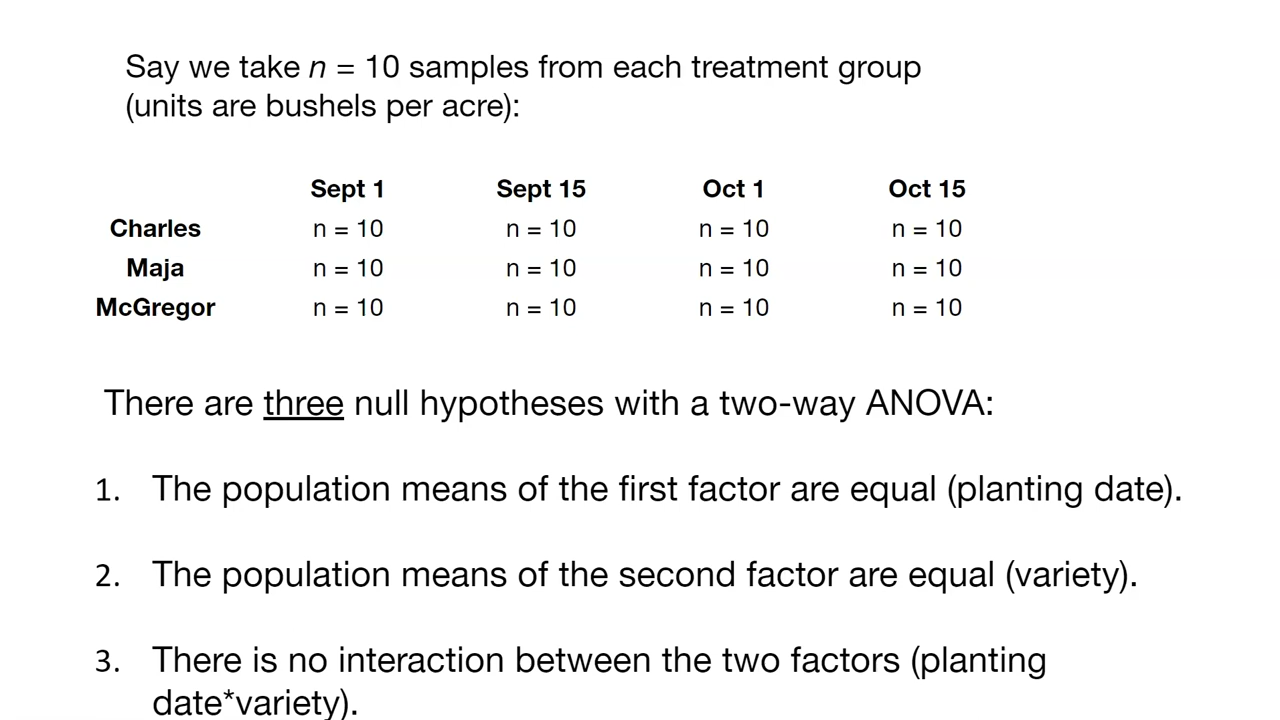 Say we take n = 10 samples from each treatment group
(units are bushels per acre):
Sept 1 Sept 15 Oct 1 Oct 15
Charles n = 10 n = 10 n = 10 n = 10
Maja n = 10 n = 10 n = 10 n = 10
McGregor n = 10 n = 10 n = 10 n = 10
There are three null hypotheses with a two-way ANOVA:
1. The population means of the first factor are equal (planting date).
2. The population means of the second factor are equal (variety).
3. There is no interaction between the two factors (planting
date*variety).